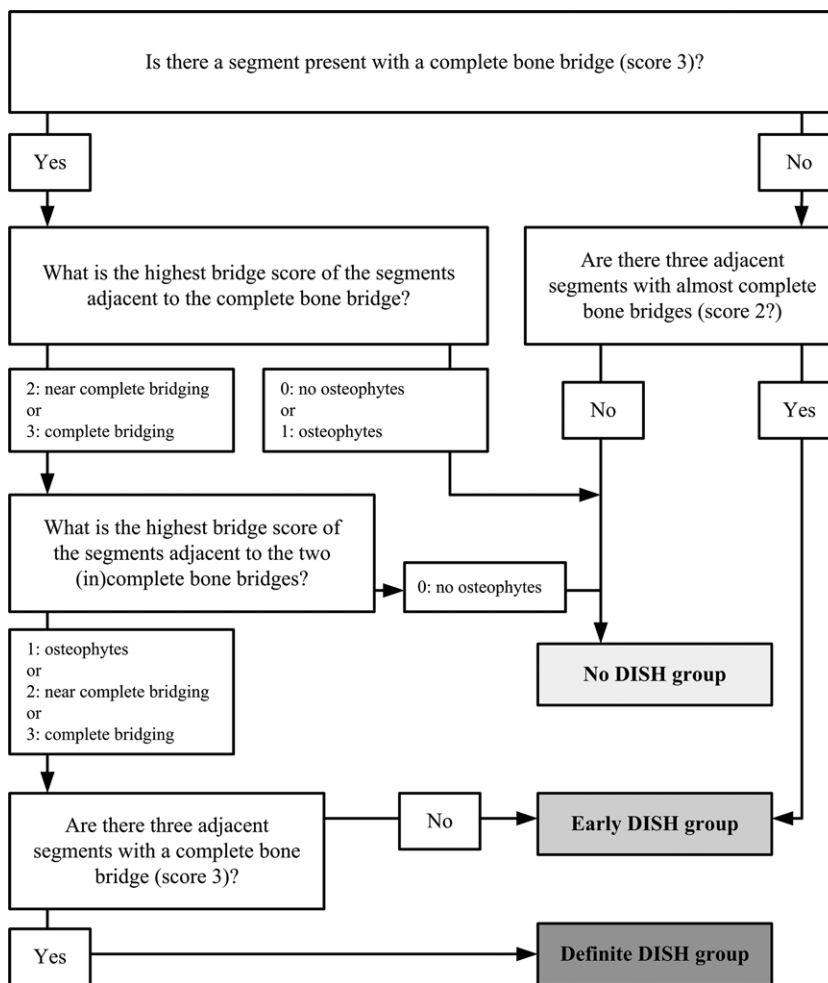 Is there a segment present with a complete bone bridge (score 3)?
Yes
No
What is the highest bridge score of the segments
adjacent to the complete bone bridge?
Are there three adjacent
segments with almost complete
bone bridges (score 2?)
2: near complete bridging
or
3: complete bridging
0: no osteophytes
or
1: osteophytes
No
Yes
What is the highest bridge score of
the segments adjacent to the two
(in)complete bone bridges?
0: no osteophytes
1: osteophytes
or
2: near complete bridging
or
3: complete bridging
No DISH group
Are there three adjacent
segments with a complete bone
bridge (score 3)?
No
Early DISH group
Yes
Definite DISH group